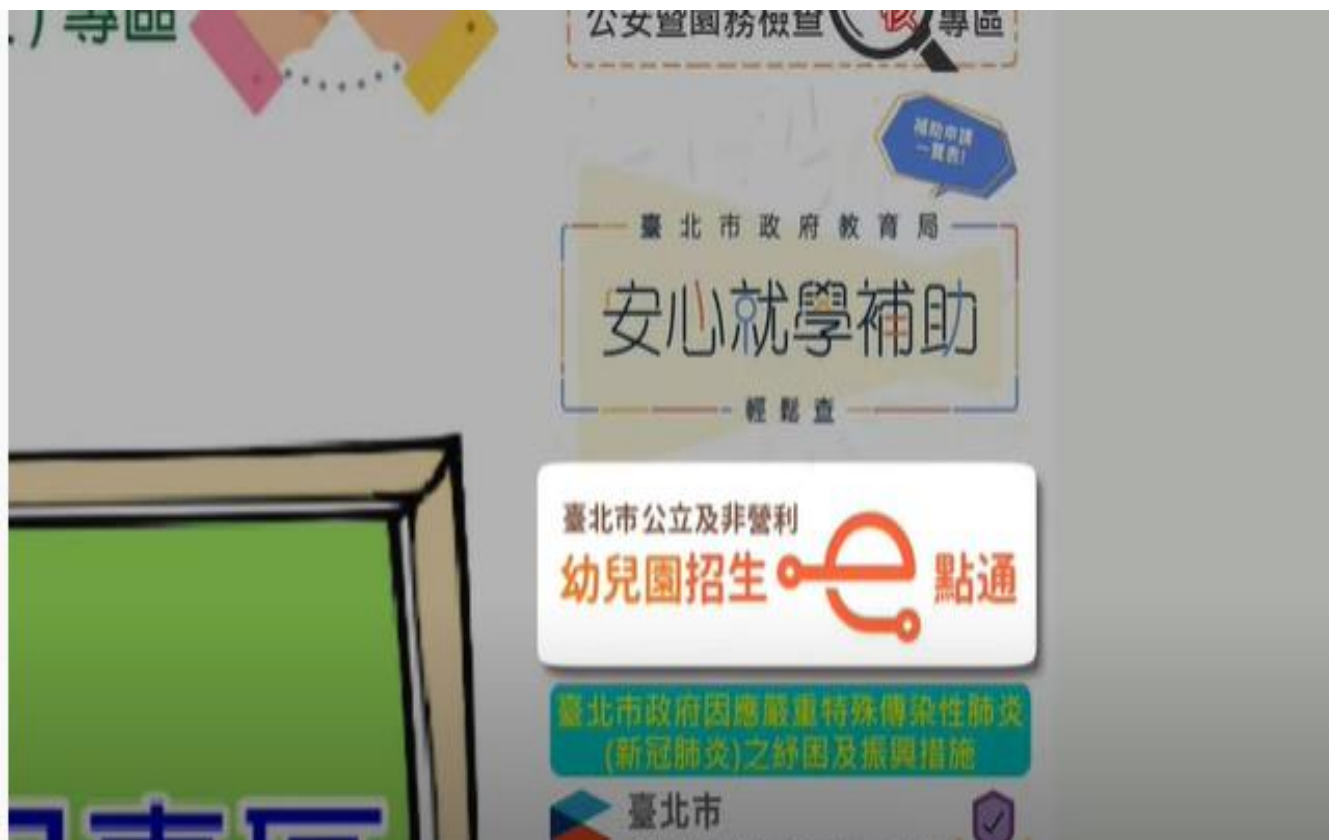 專區
公安暨園務檢查 核 專區
補助申請
一覽表!
臺北市政府教育局
安心就學補助
輕鬆查
臺北市公立及非營利
幼兒園招生e點通
臺北市政府因應嚴重特殊傳染性肺炎
(新冠肺炎)之紓困及振興措施
臺北市